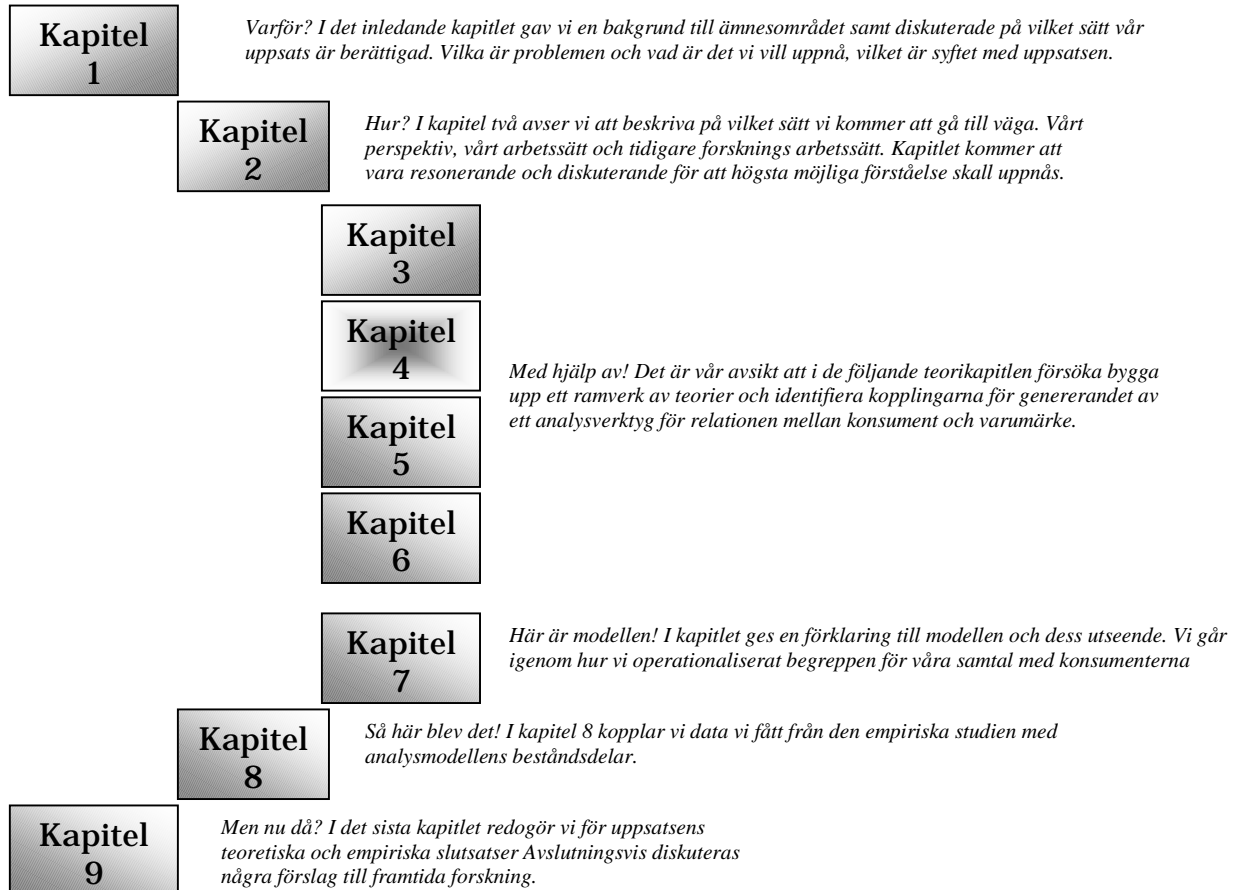 Kapitel
1
Varför? I det inledande kapitlet gav vi en bakgrund till ämnesområdet samt diskuterade på vilket sätt vår
uppsats är berättigad. Vilka är problemen och vad är det vi vill uppnå, vilket är syftet med uppsatsen.
Kapitel
2
Hur? I kapitel två avser vi att beskriva på vilket sätt vi kommer att gå till väga. Vårt
perspektiv, vårt arbetssätt och tidigare forsknings arbetssätt. Kapitlet kommer att
vara resonerande och diskuterande för att högsta möjliga förståelse skall uppnås.
Kapitel
3
Kapitel
4
Med hjälp av! Det är vår avsikt att i de följande teorikapitlen försöka bygga
upp ett ramverk av teorier och identifiera kopplingarna för genererandet av
ett analysverktyg för relationen mellan konsument och varumärke.
Kapitel
5
Kapitel
6
Kapitel
7
Här är modellen! I kapitlet ges en förklaring till modellen och dess utseende. Vi går
igenom hur vi operationaliserat begreppen för våra samtal med konsumenterna
Kapitel
8
Så här blev det! I kapitel 8 kopplar vi data vi fått från den empiriska studien med
analysmodellens beståndsdelar.
Kapitel
9
Men nu då? I det sista kapitlet redogör vi för uppsatsens
teoretiska och empiriska slutsatser Avslutningsvis diskuteras
några förslag till framtida forskning.